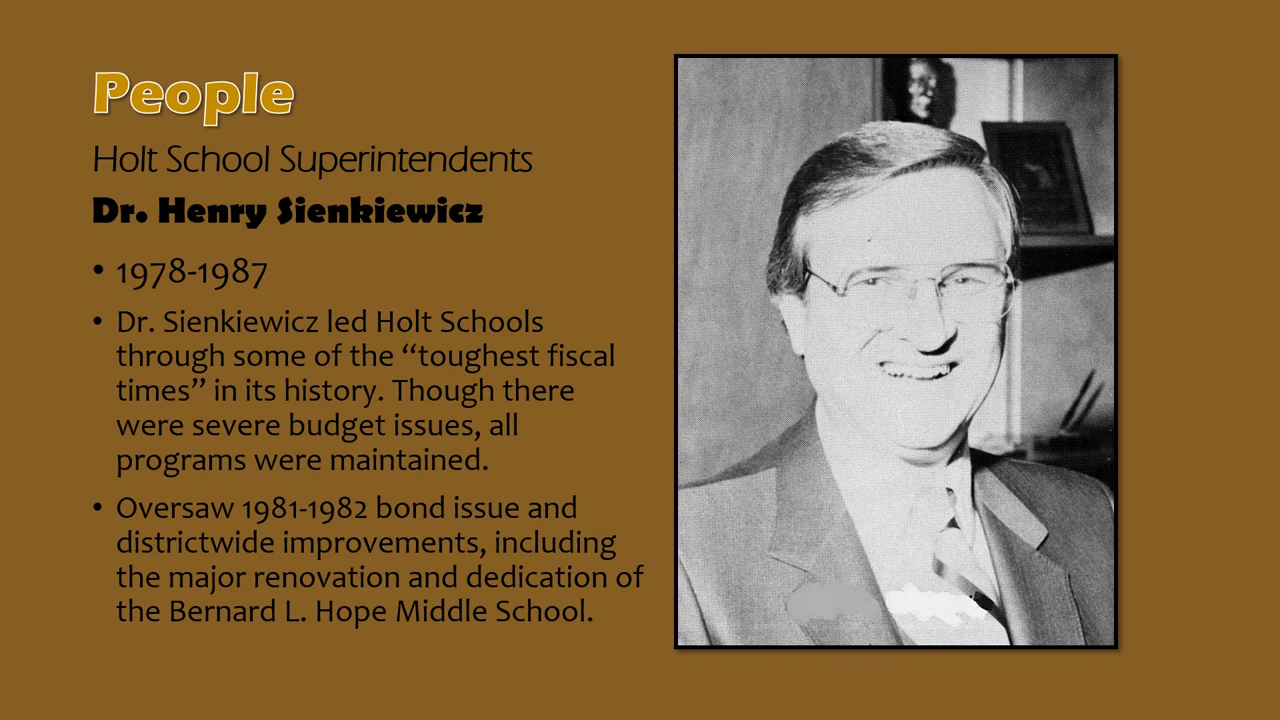 People
Holt School Superintendents
Dr. Henry Sienkiewicz
• 1978-1987
• Dr. Sienkiewicz led Holt Schools
through some of the “toughest fiscal
times” in its history. Though there
were severe budget issues, all
programs were maintained.
• Oversaw 1981-1982 bond issue and
districtwide improvements, including
the major renovation and dedication of
the Bernard L. Hope Middle School.